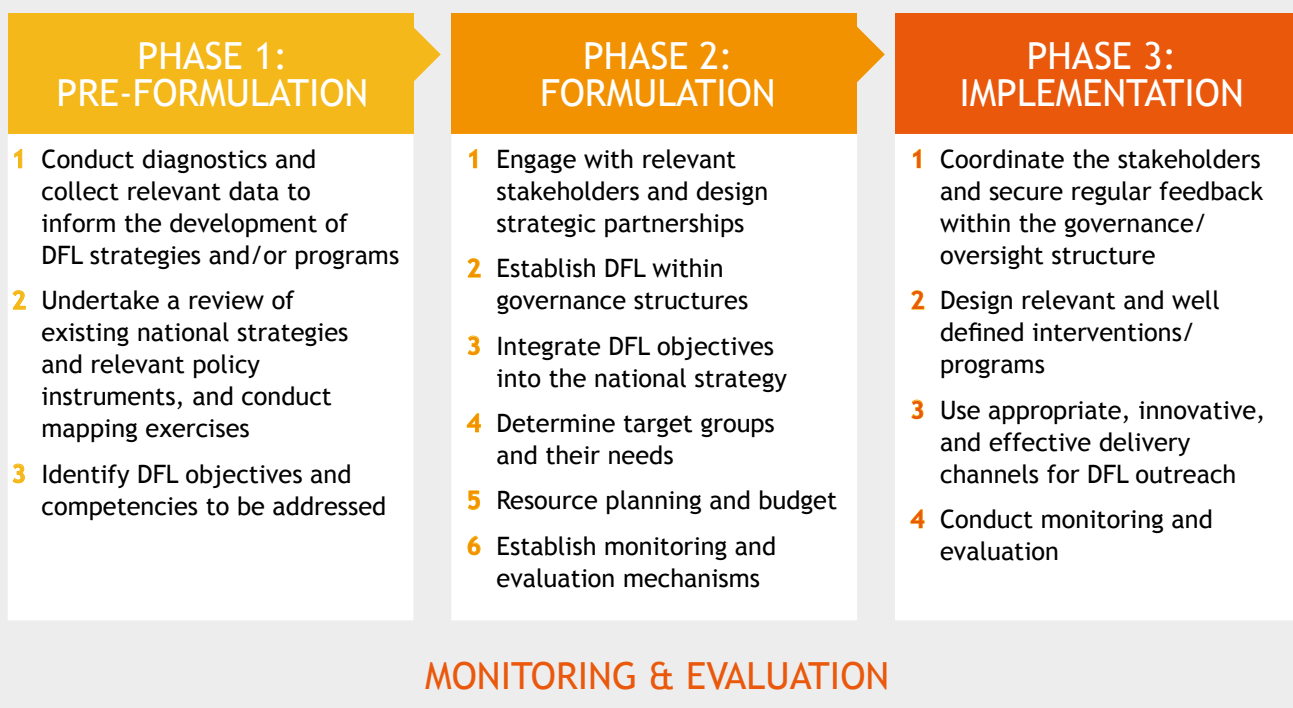 PHASE 1:
PRE-FORMULATION
1 Conduct diagnostics and
collect relevant data to
inform the development of
DFL strategies and/or programs
2 Undertake a review of
existing national strategies
and relevant policy
instruments, and conduct
mapping exercises
3 Identify DFL objectives and
competencies to be addressed
PHASE 2:
FORMULATION
1 Engage with relevant
stakeholders and design
strategic partnerships
2 Establish DFL within
governance structures
3 Integrate DFL objectives
into the national strategy
4 Determine target groups
and their needs
5 Resource planning and budget
6 Establish monitoring and
evaluation mechanisms
PHASE 3:
IMPLEMENTATION
1 Coordinate the stakeholders
and secure regular feedback
within the governance/
oversight structure
2 Design relevant and well
defined interventions/
programs
3 Use appropriate, innovative,
and effective delivery
channels for DFL outreach
4 Conduct monitoring and
evaluation
MONITORING & EVALUATION